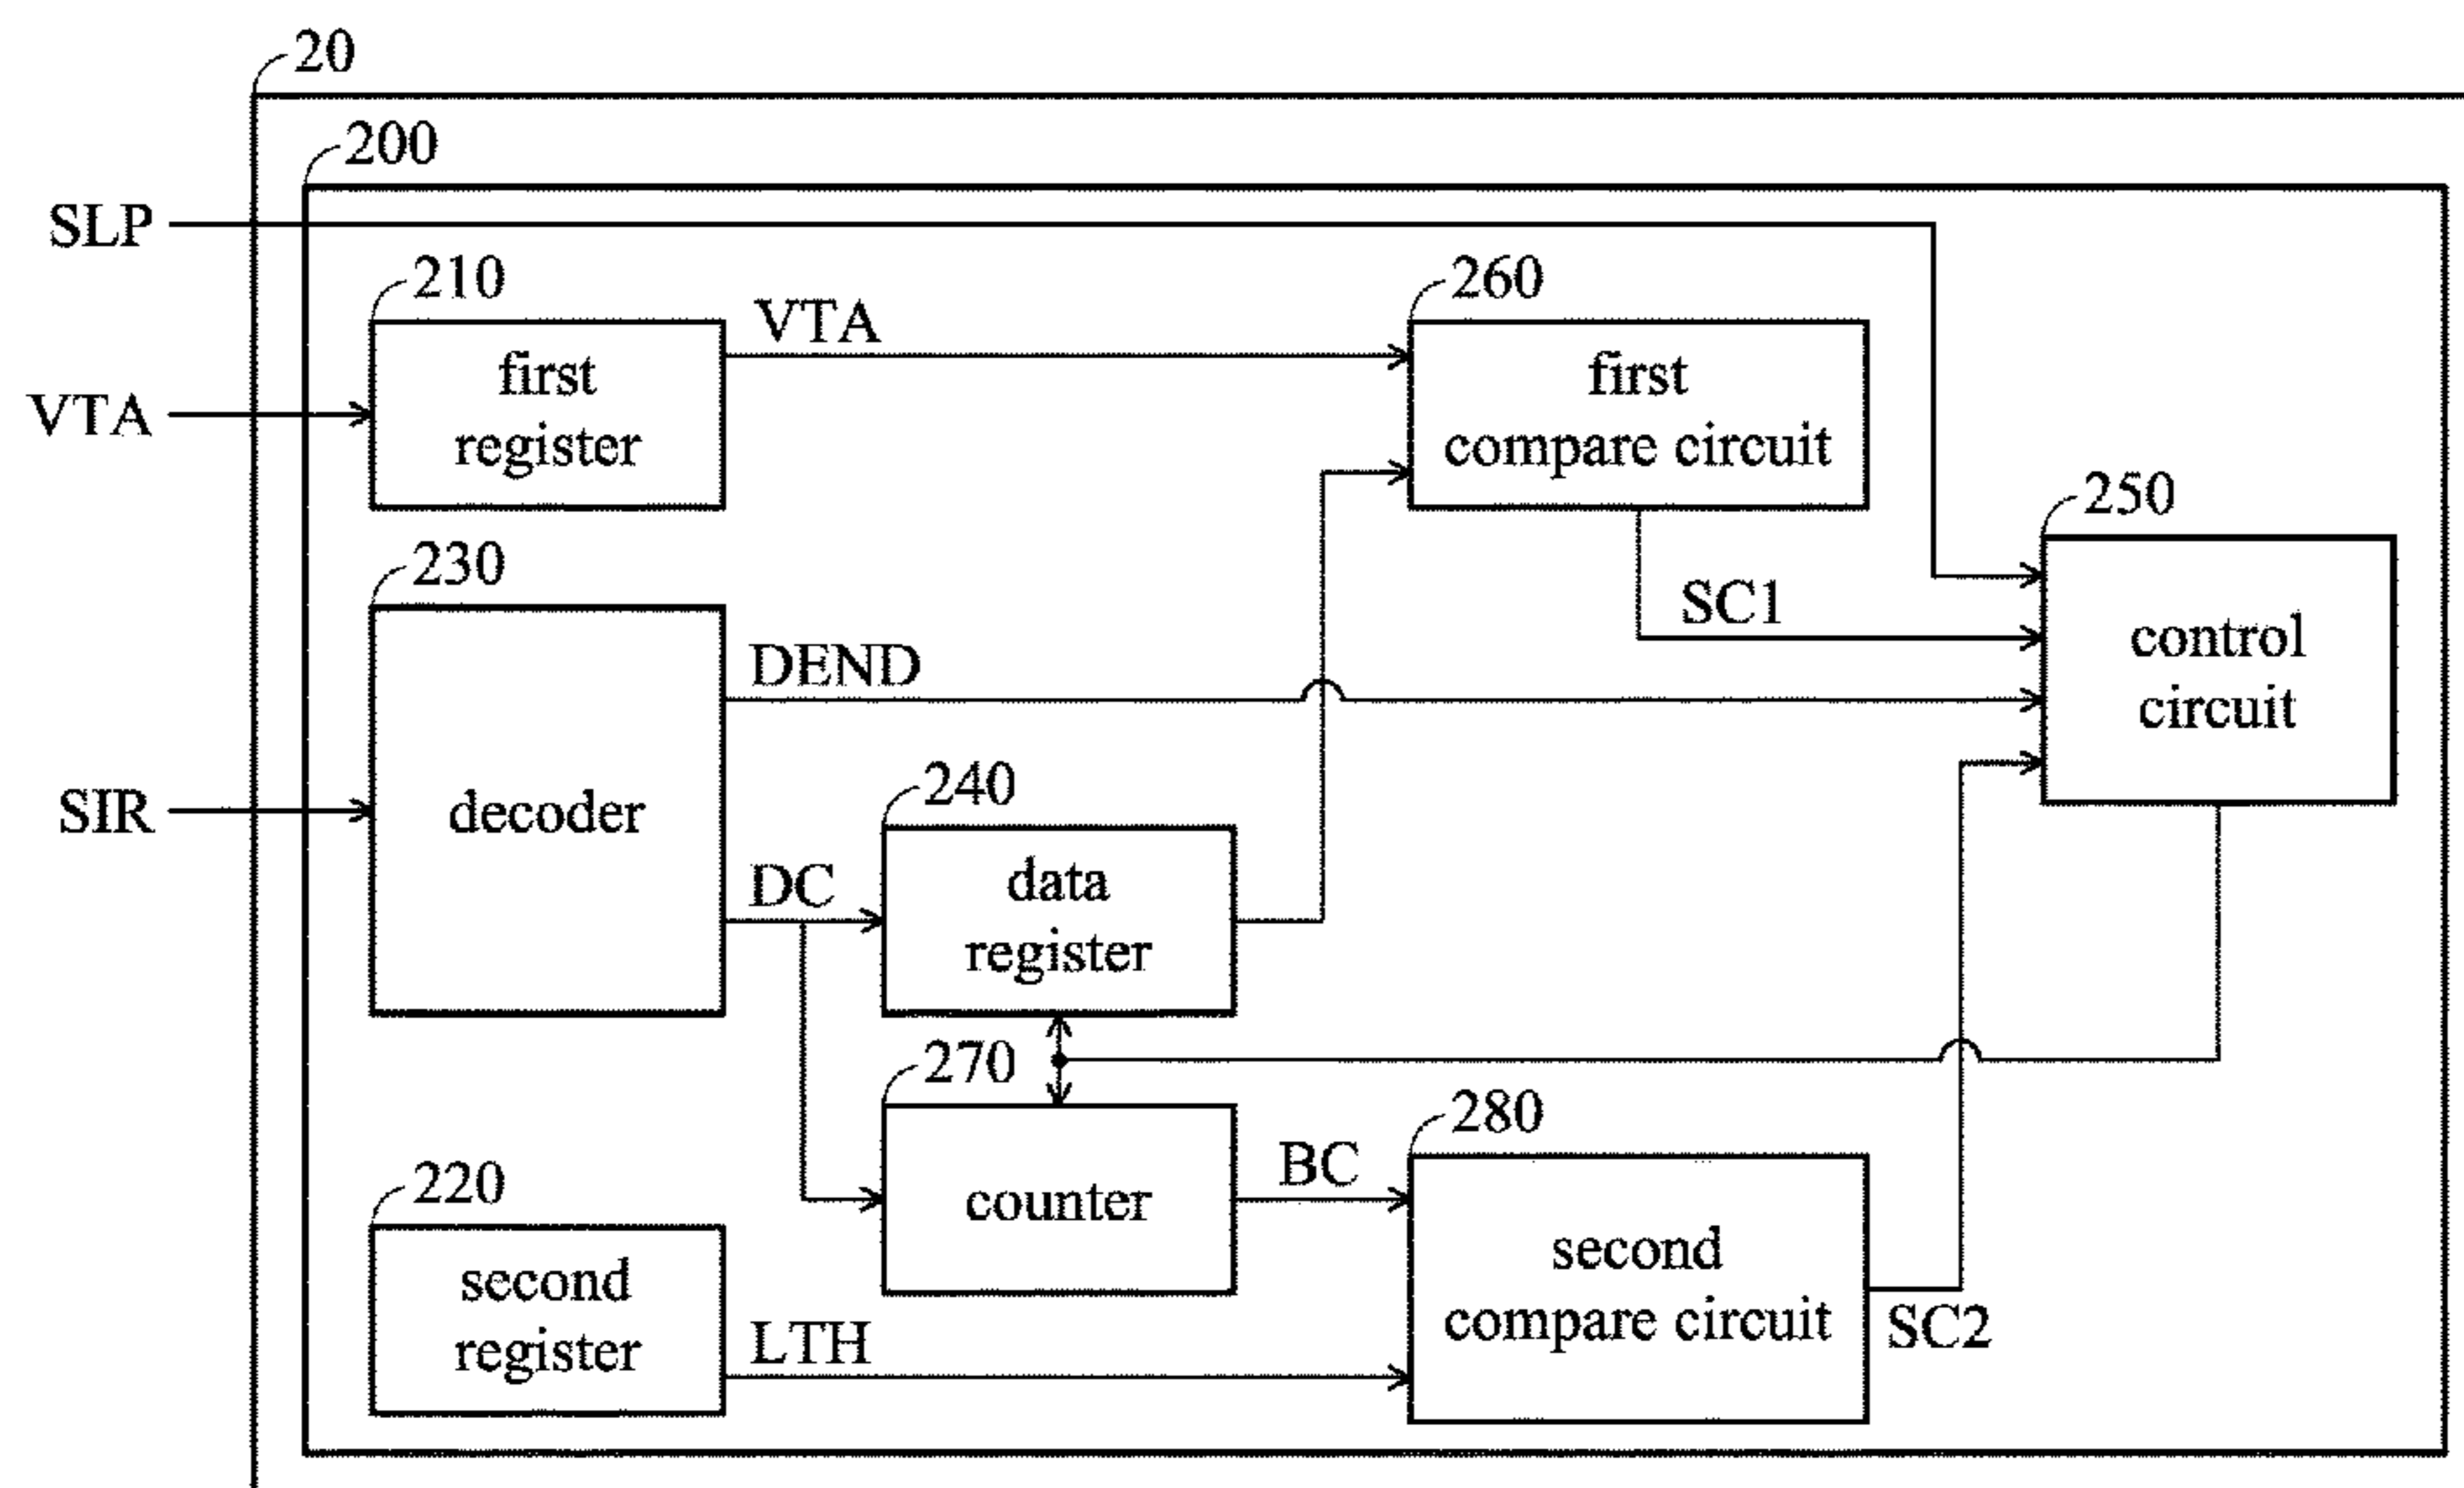 20
200
SLP
210
VTA
260
VTA
first
register
first
compare circuit
250
230
SC1
control
circuit
DEND
SIR
decoder
240
DC
data
register
270
280
220
BC
counter
second
register
second
compare circuit
LTH
SC2